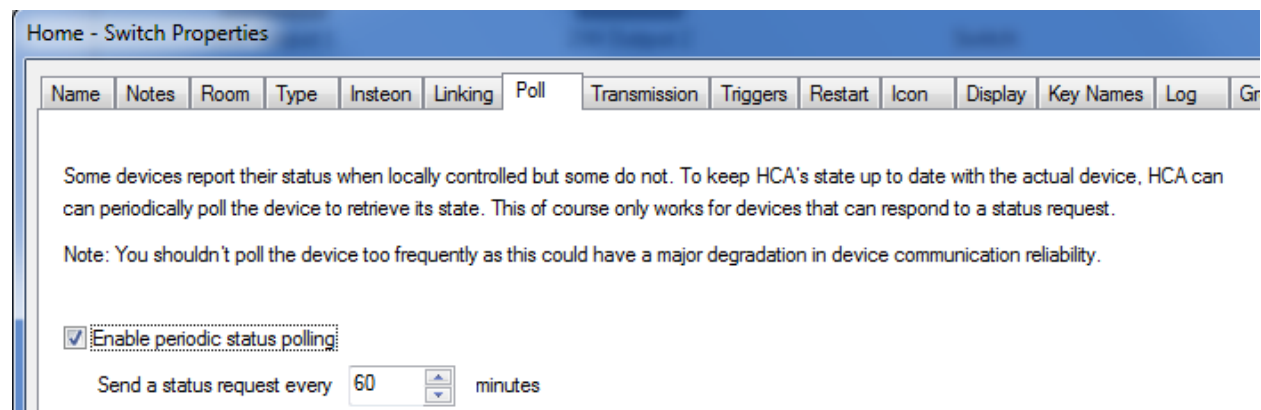 Home - Switch Properties
Name Notes Room Type Insteon Linking Poll Transmission Triggers Restart Icon Display Key Names Log Gr
Some devices report their status when locally controlled but some do not. To keep HCA's state up to date with the actual device, HCA can
can periodically poll the device to retrieve its state. This of course only works for devices that can respond to a status request.
Note: You shouldn't poll the device too frequently as this could have a major degradation in device communication reliability.
Enable periodic status polling
Send a status request every 60 minutes